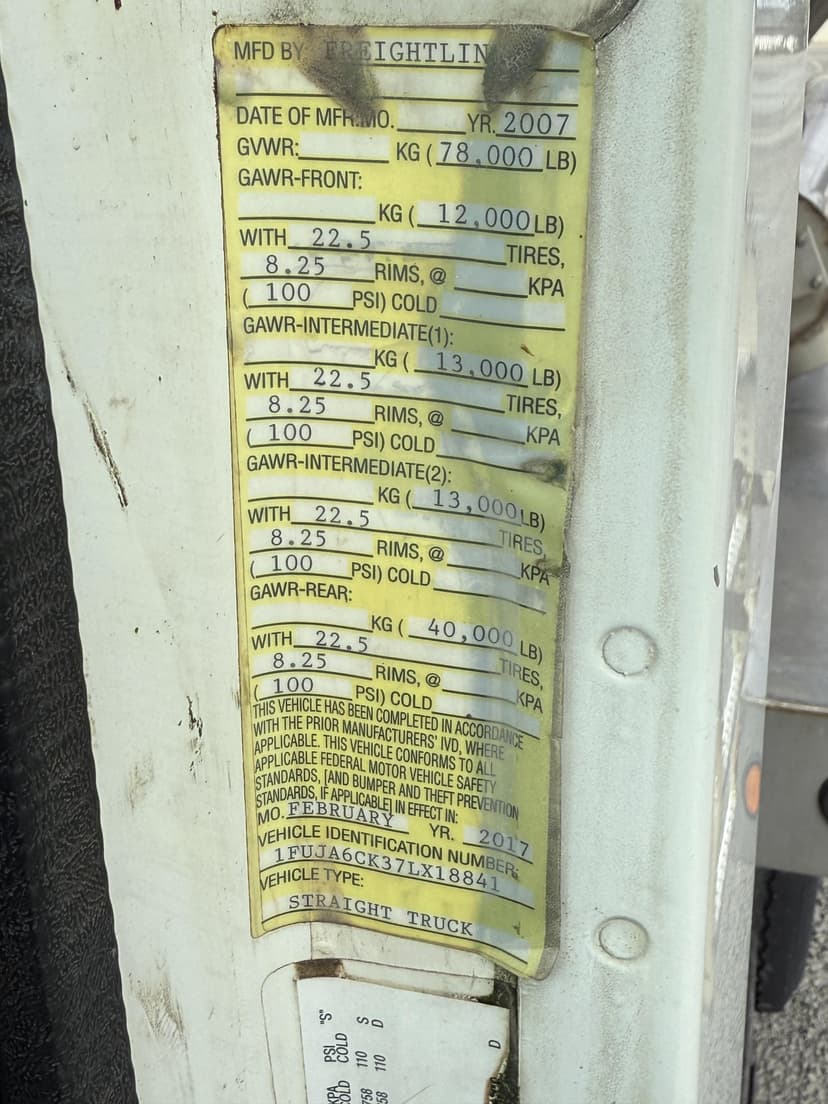 MFD BY FREIGHTLIN
DATE OF MFR:MO. YR. 2007
GVWR: KG ( 78,000 LB)
GAWR-FRONT:
KG ( 12,000 LB)
WITH 22.5 TIRES,
8.25 RIMS, @ KPA
( 100 PSI) COLD
GAWR-INTERMEDIATE(1):
KG ( 13,000 LB)
WITH 22.5 TIRES,
8.25 RIMS, @ KPA
( 100 PSI) COLD
GAWR-INTERMEDIATE(2):
KG ( 13,000 LB)
WITH 22.5 TIRES,
8.25 RIMS, @ KPA
( 100 PSI) COLD
GAWR-REAR:
KG ( 40,000 LB)
WITH 22.5 TIRES,
8.25 RIMS, @ KPA
( 100 PSI) COLD
THIS VEHICLE HAS BEEN COMPLETED IN ACCORDANCE
WITH THE PRIOR MANUFACTURERS' IVD, WHERE
APPLICABLE. THIS VEHICLE CONFORMS TO ALL
APPLICABLE FEDERAL MOTOR VEHICLE SAFETY
STANDARDS, [AND BUMPER AND THEFT PREVENTION
STANDARDS, IF APPLICABLE] IN EFFECT IN:
MO. FEBRUARY YR. 2017
VEHICLE IDENTIFICATION NUMBER:
1FUJA6CK37LX18841
VEHICLE TYPE:
STRAIGHT TRUCK
PSI COLD "S"
110 S
110 D
D